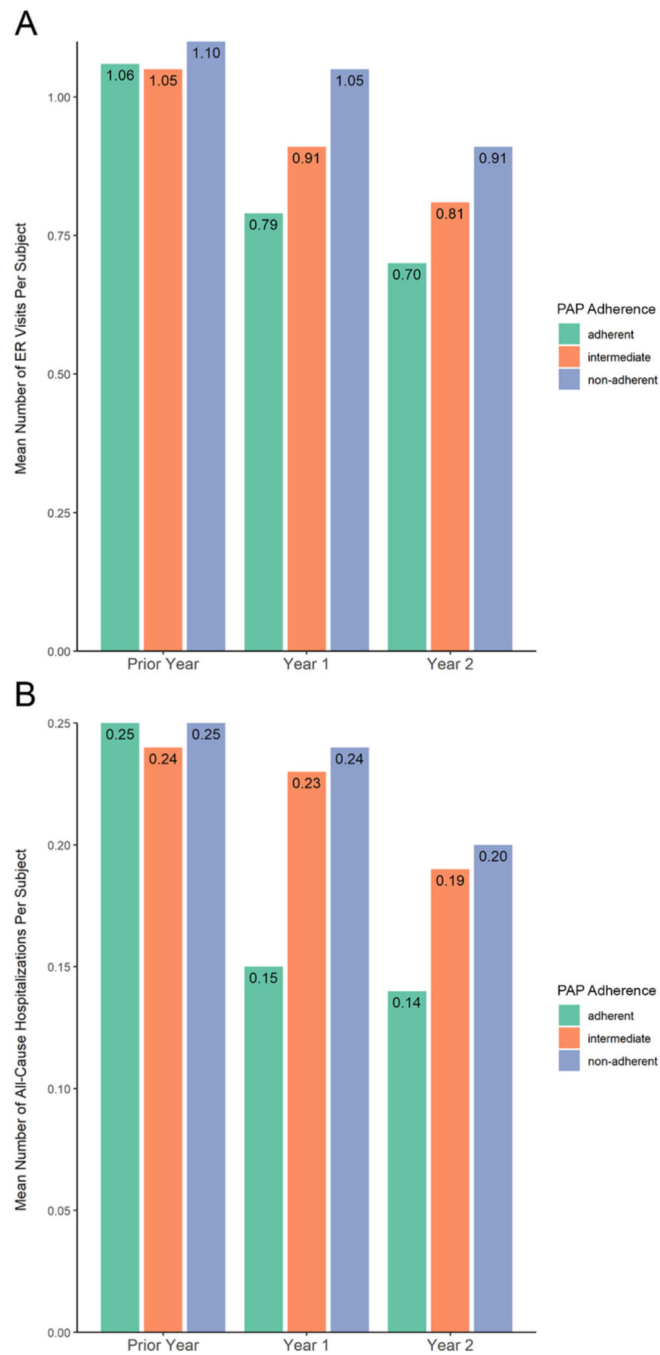 A
Mean Number of ER Visits Per Subject
1.00
0.75
0.50
0.25
0.00
1.06
1.05
1.10
0.79
0.91
1.05
0.70
0.81
0.91
Prior Year
Year 1
Year 2
PAP Adherence
adherent
intermediate
non-adherent
B
Mean Number of All-Cause Hospitalizations Per Subject
0.25
0.20
0.15
0.10
0.05
0.00
0.25
0.24
0.25
0.15
0.23
0.24
0.14
0.19
0.20
Prior Year
Year 1
Year 2
PAP Adherence
adherent
intermediate
non-adherent